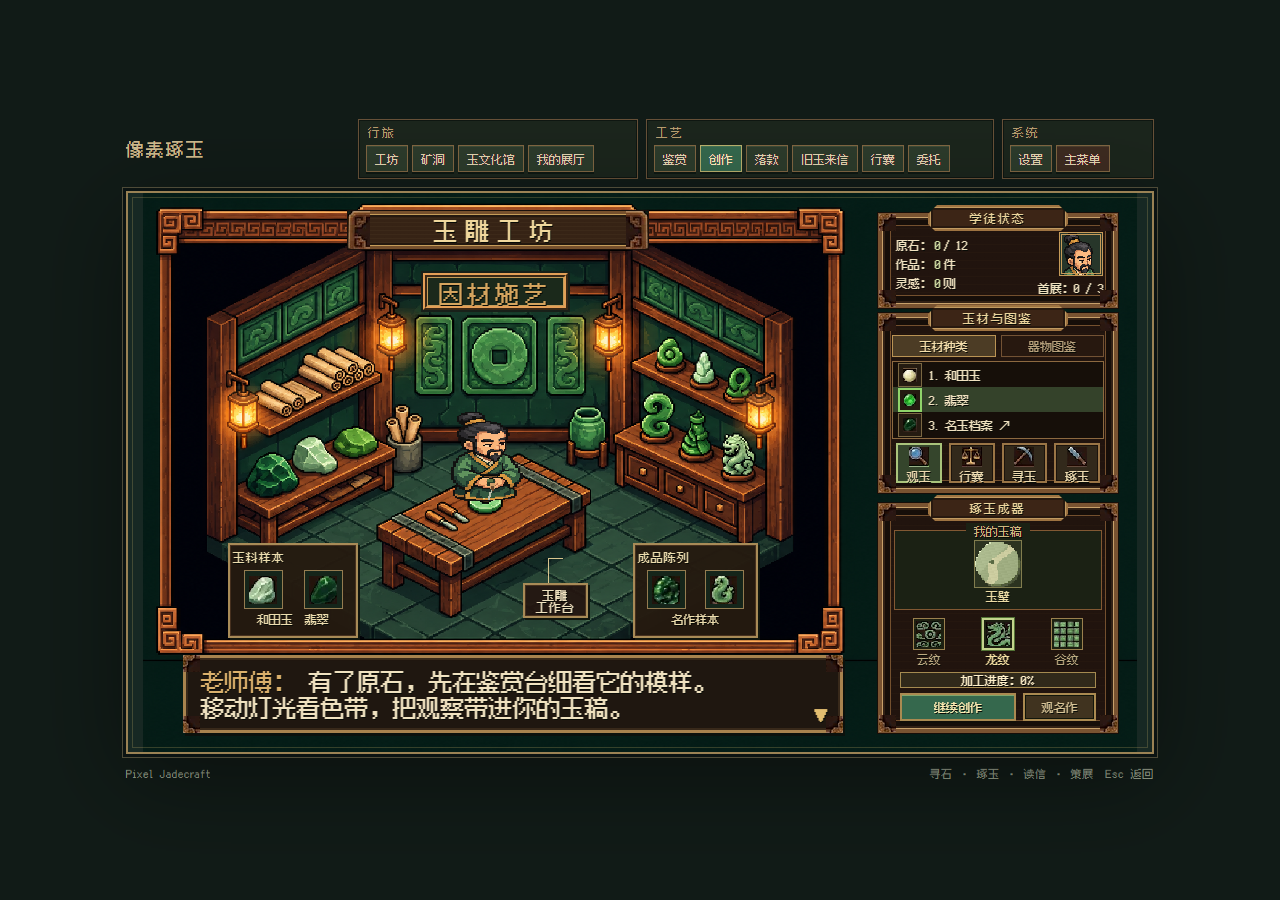 像素琢玉
行旅
工坊 矿洞 玉文化馆 我的展厅
工艺
鉴赏 创作 落款 旧玉来信 行囊 委托
系统
设置 主菜单
玉雕工坊
因材施艺
玉料样本
和田玉 翡翠
玉雕
工作台
成品陈列
名作样本
老师傅： 有了原石，先在鉴赏台细看它的模样。
移动灯光看色带，把观察带进你的玉稿。
学徒状态
原石：0 / 12
作品：0件
灵感：0则
首展：0 / 3
玉材与图鉴
玉材种类 器物图鉴
1. 和田玉
2. 翡翠
3. 名玉档案 ↗
观玉 行囊 寻玉 琢玉
琢玉成器
我的玉稿
玉璧
云纹 龙纹 谷纹
加工进度：0%
继续创作 观名作
Pixel Jadecraft
寻石 · 琢玉 · 读信 · 策展 Esc 返回